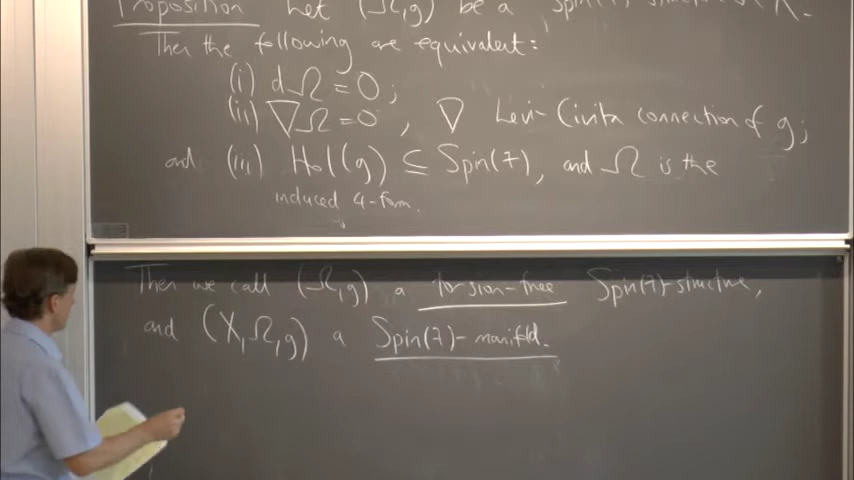 Proposition Let (Ω,g) be a Spin(7)-structure X.
Then the following are equivalent:
(i) dΩ=0;
(ii) ∇Ω=0, ∇ Levi-Civita connection of g;
and (iii) Hol(g) ⊆ Spin(7), and Ω is the
induced 4-form.
Then we call (Ω,g) a torsion-free Spin(7)-structure,
and (X,Ω,g) a Spin(7)-manifold.